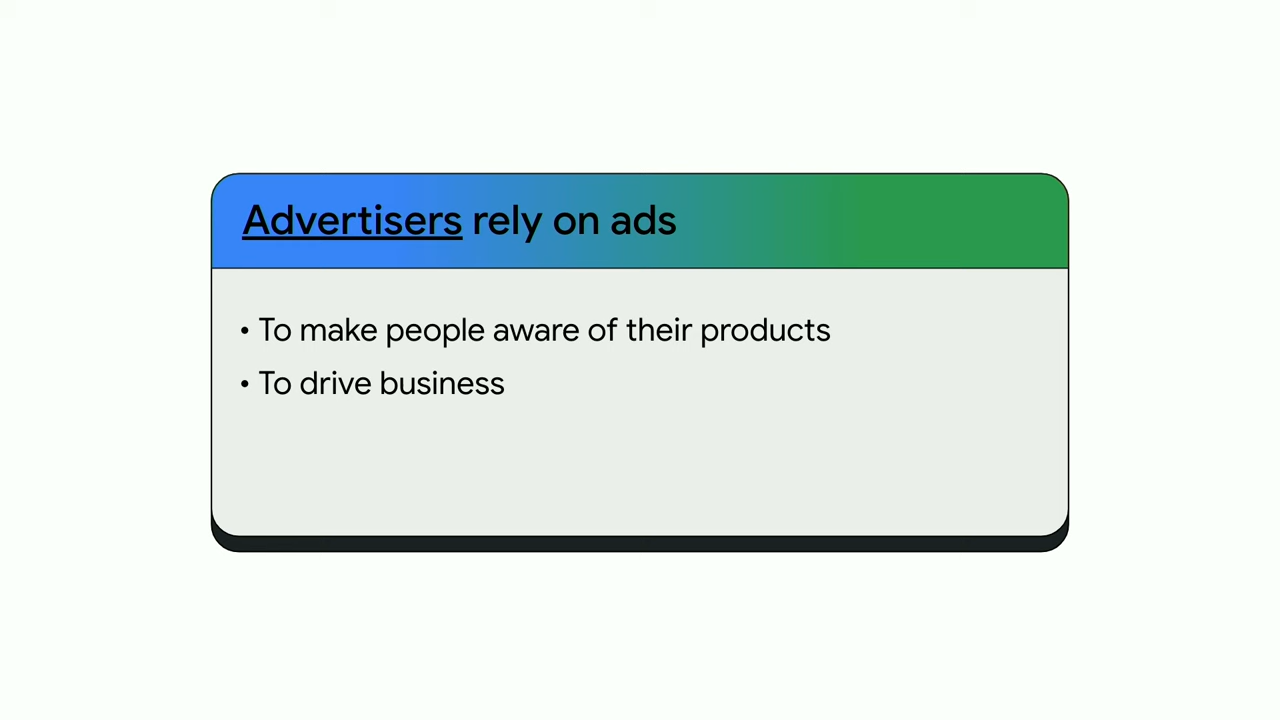 Advertisers rely on ads
• To make people aware of their products
• To drive business